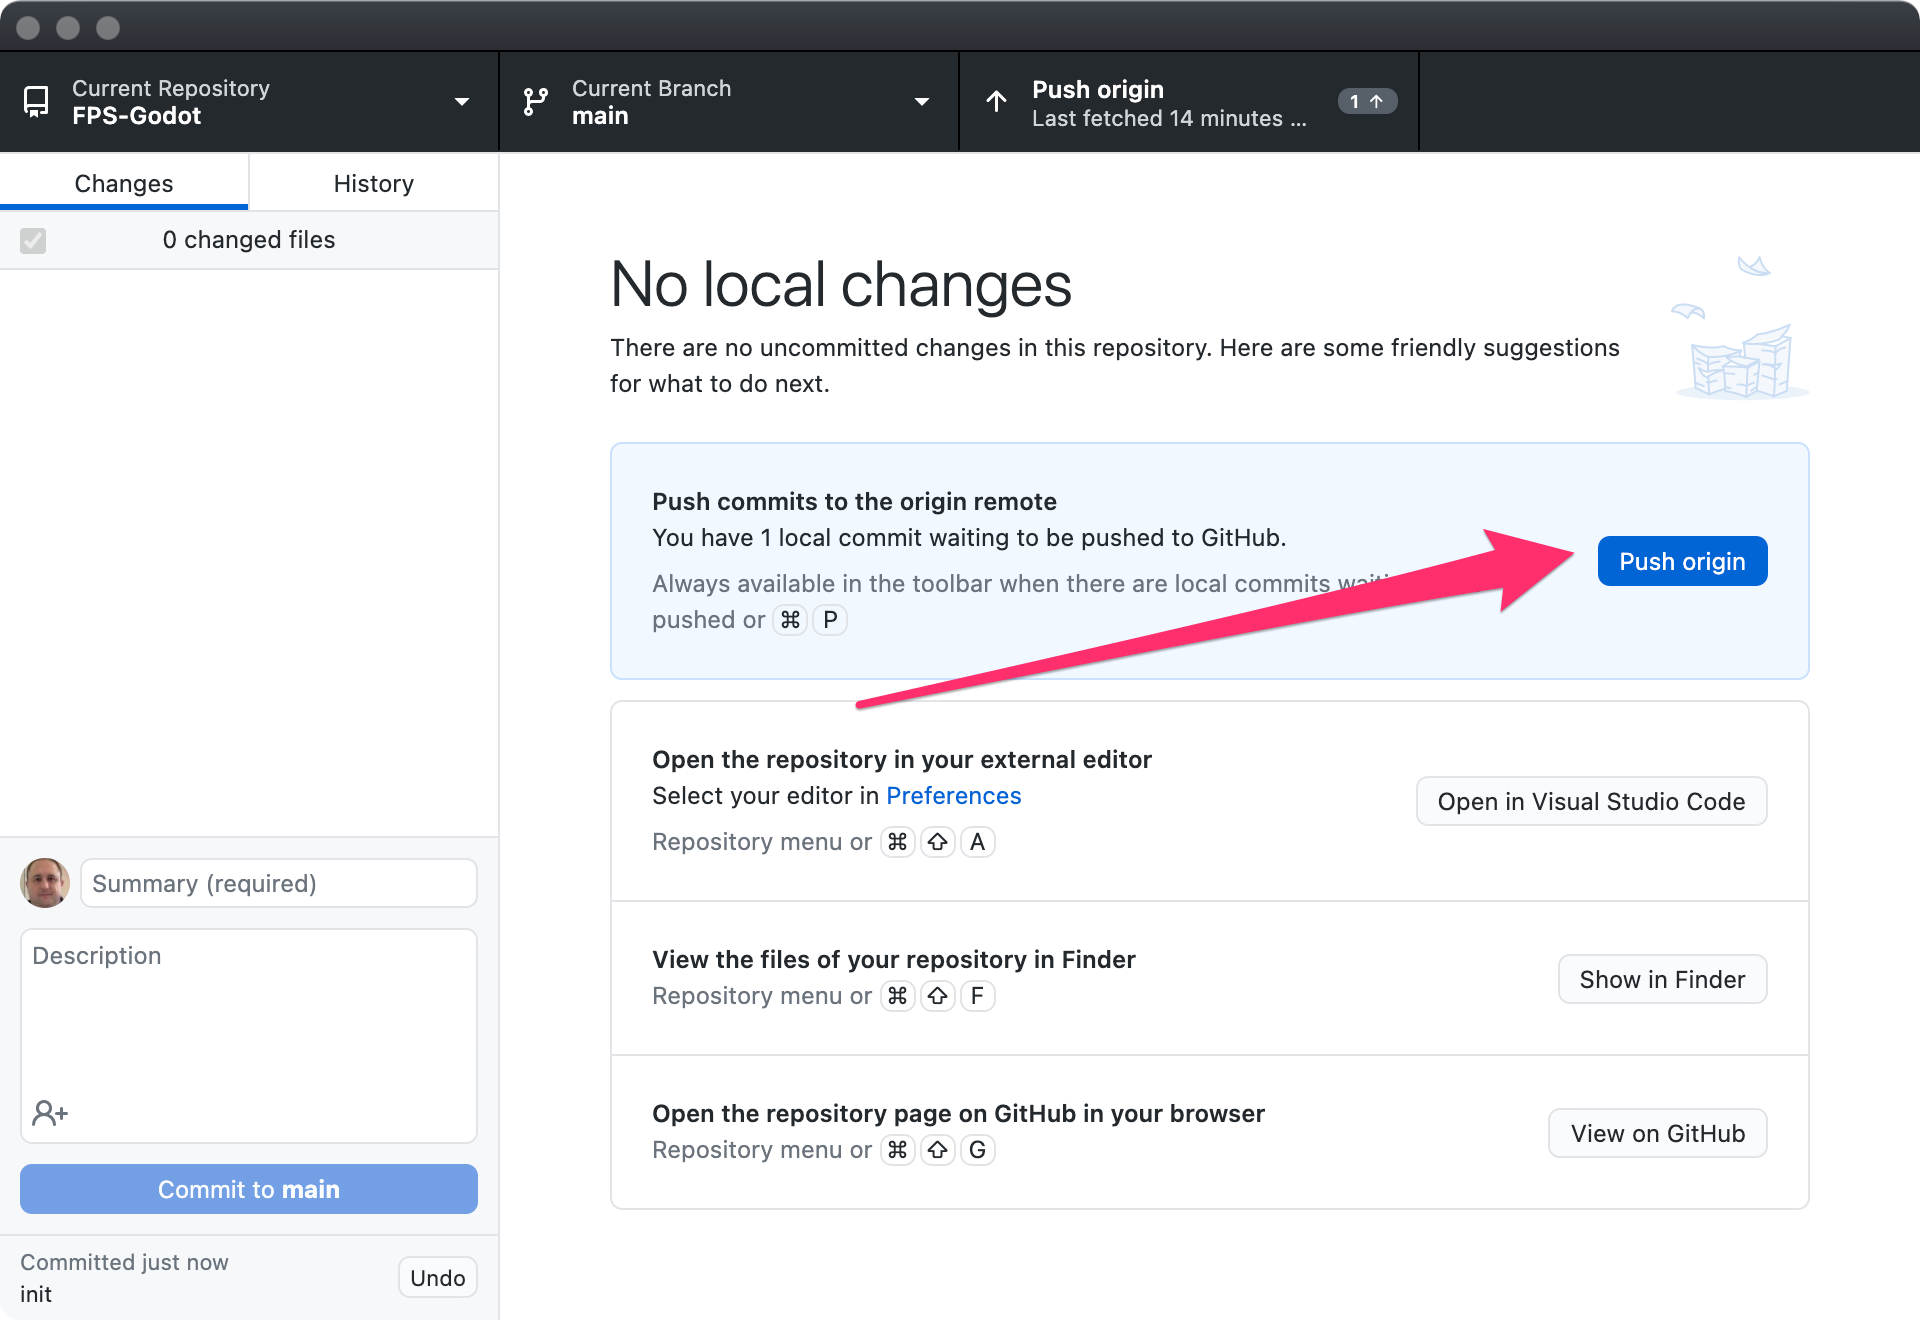 Current Repository
FPS-Godot
Current Branch
main
Push origin
Last fetched 14 minutes ...
1
Changes
History
0 changed files
No local changes
There are no uncommitted changes in this repository. Here are some friendly suggestions
for what to do next.
Push commits to the origin remote
You have 1 local commit waiting to be pushed to GitHub.
Always available in the toolbar when there are local commits
pushed or ⌘ P
Push origin
Open the repository in your external editor
Select your editor in Preferences
Repository menu or ⌘ ⇧ A
Open in Visual Studio Code
View the files of your repository in Finder
Repository menu or ⌘ ⇧ F
Show in Finder
Open the repository page on GitHub in your browser
Repository menu or ⌘ ⇧ G
View on GitHub
Summary (required)
Description
Commit to main
Committed just now
init
Undo